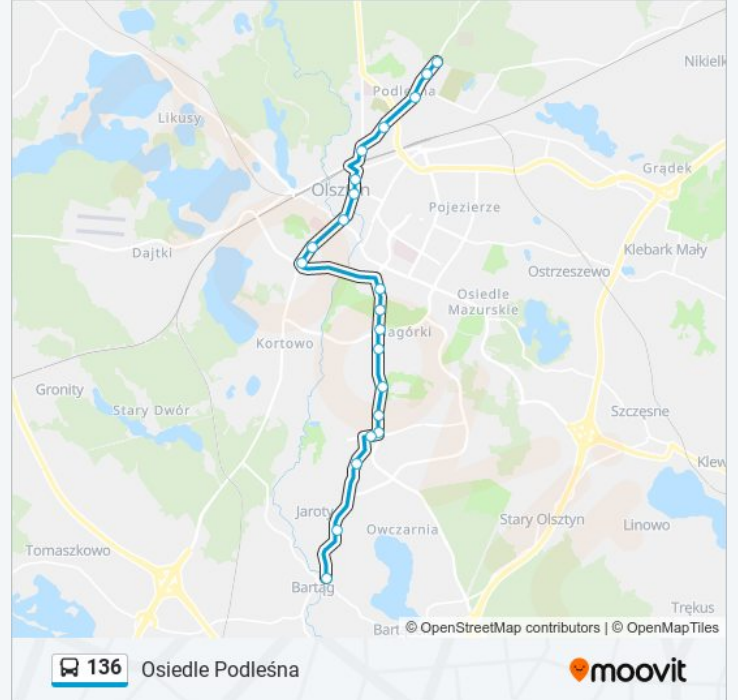 Nikielk
Podleśna
Likusy
Grądek
Olsztyn
Pojezierze
Dajtki
Klebark Mały
Ostrzeszewo
Osiedle
Mazurskie
agórki
Kortowo
Gronity
Stary Dwór
Szczęsne
Klew
Jaroty
Stary Olsztyn
Owczarnia
Linowo
Tomaszkowo
Bartąg
Trękus
Bart
© OpenStreetMap contributors | © OpenMapTiles
136 Osiedle Podleśna
moovit